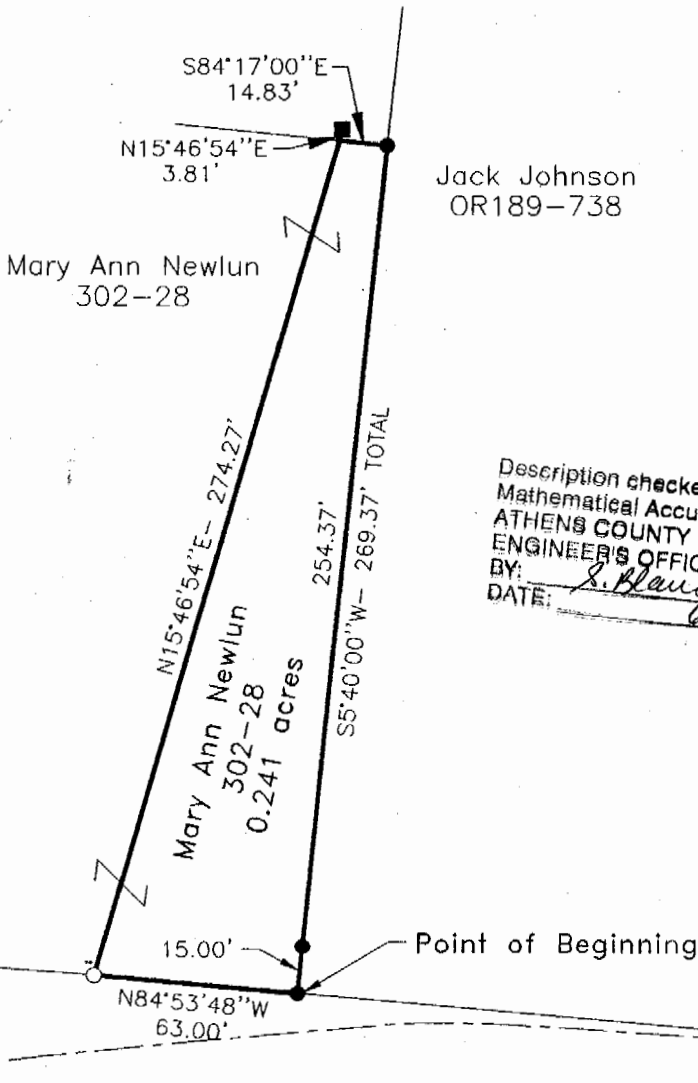 S84°17'00"E
14.83'
N15°46'54"E
3.81'
Jack Johnson
OR189-738
Mary Ann Newlun
302-28
N15°46'54"E- 274.27'
254.37'
S5°40'00"W- 269.37' TOTAL
Mary Ann Newlun
302-28
0.241 acres
Description checke
Mathematical Accu
ATHENS COUNTY
ENGINEER'S OFFIC
BY:
DATE:
15.00'
Point of Beginning
N84°53'48"W
63.00'